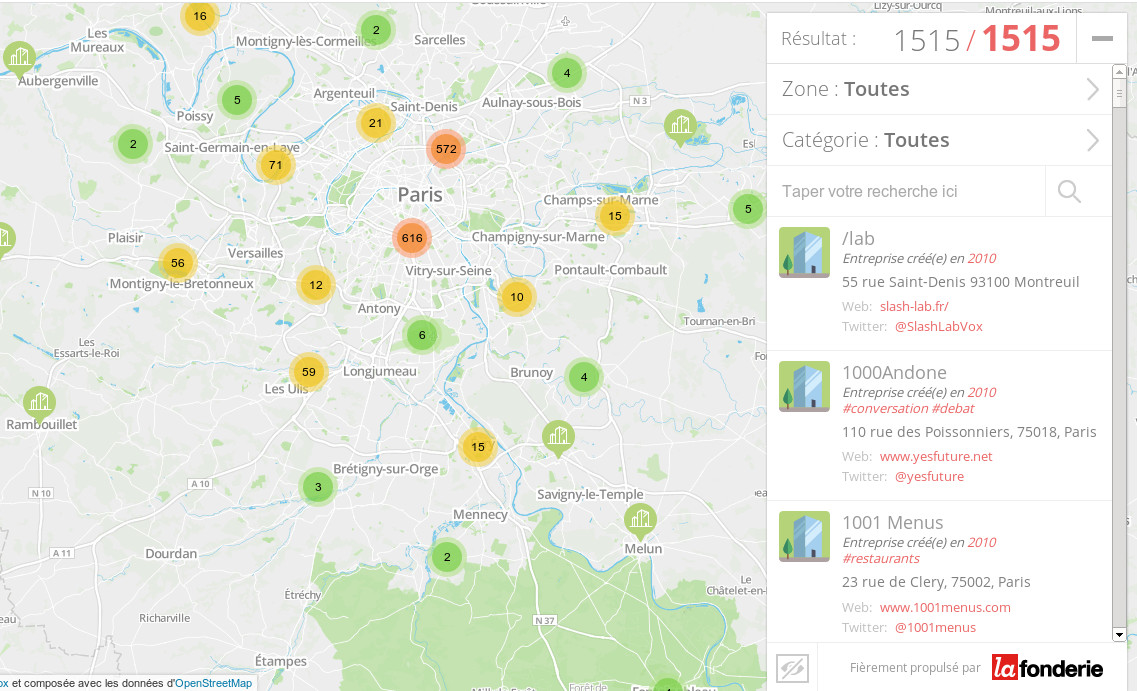 Goussainville
Lizy-sur-Ourcq
Montreuil-aux-Lions
16
2
Les
Mureaux
Montigny-lès-Cormeilles
Sarcelles
4
Aubergenville
Argenteuil
Saint-Denis
Aulnay-sous-Bois
N 3
5
Poissy
21
2
Saint-Germain-en-Laye
71
572
Paris
Champs-sur-Marne
15
5
616
Champigny-sur-Marne
Plaisir
Versailles
56
Montigny-le-Bretonneux
12
Vitry-sur-Seine
Pontault-Combault
10
Antony
Tournan-en-Bri
6
Les
Essarts-le-Roi
59
Longjumeau
Les Ulis
Brunoy
4
Rambouillet
15
Brétigny-sur-Orge
3
N 10
A 10
Savigny-le-Temple
Mennecy
A 11
Dourdan
2
Melun
Le
Châtelet-en-
Étréchy
Richarville
N 37
Étampes
Forêt de
4
ox et composée avec les données d'OpenStreetMap
Résultat :
1515 / 1515
Zone : Toutes
Catégorie : Toutes
Taper votre recherche ici
/lab
Entreprise créé(e) en 2010
55 rue Saint-Denis 93100 Montreuil
Web: slash-lab.fr/
Twitter: @SlashLabVox
1000Andone
Entreprise créé(e) en 2010
#conversation #debat
110 rue des Poissonniers, 75018, Paris
Web: www.yesfuture.net
Twitter: @yesfuture
1001 Menus
Entreprise créé(e) en 2010
#restaurants
23 rue de Clery, 75002, Paris
Web: www.1001menus.com
Twitter: @1001menus
Fièrement propulsé par
la fonderie